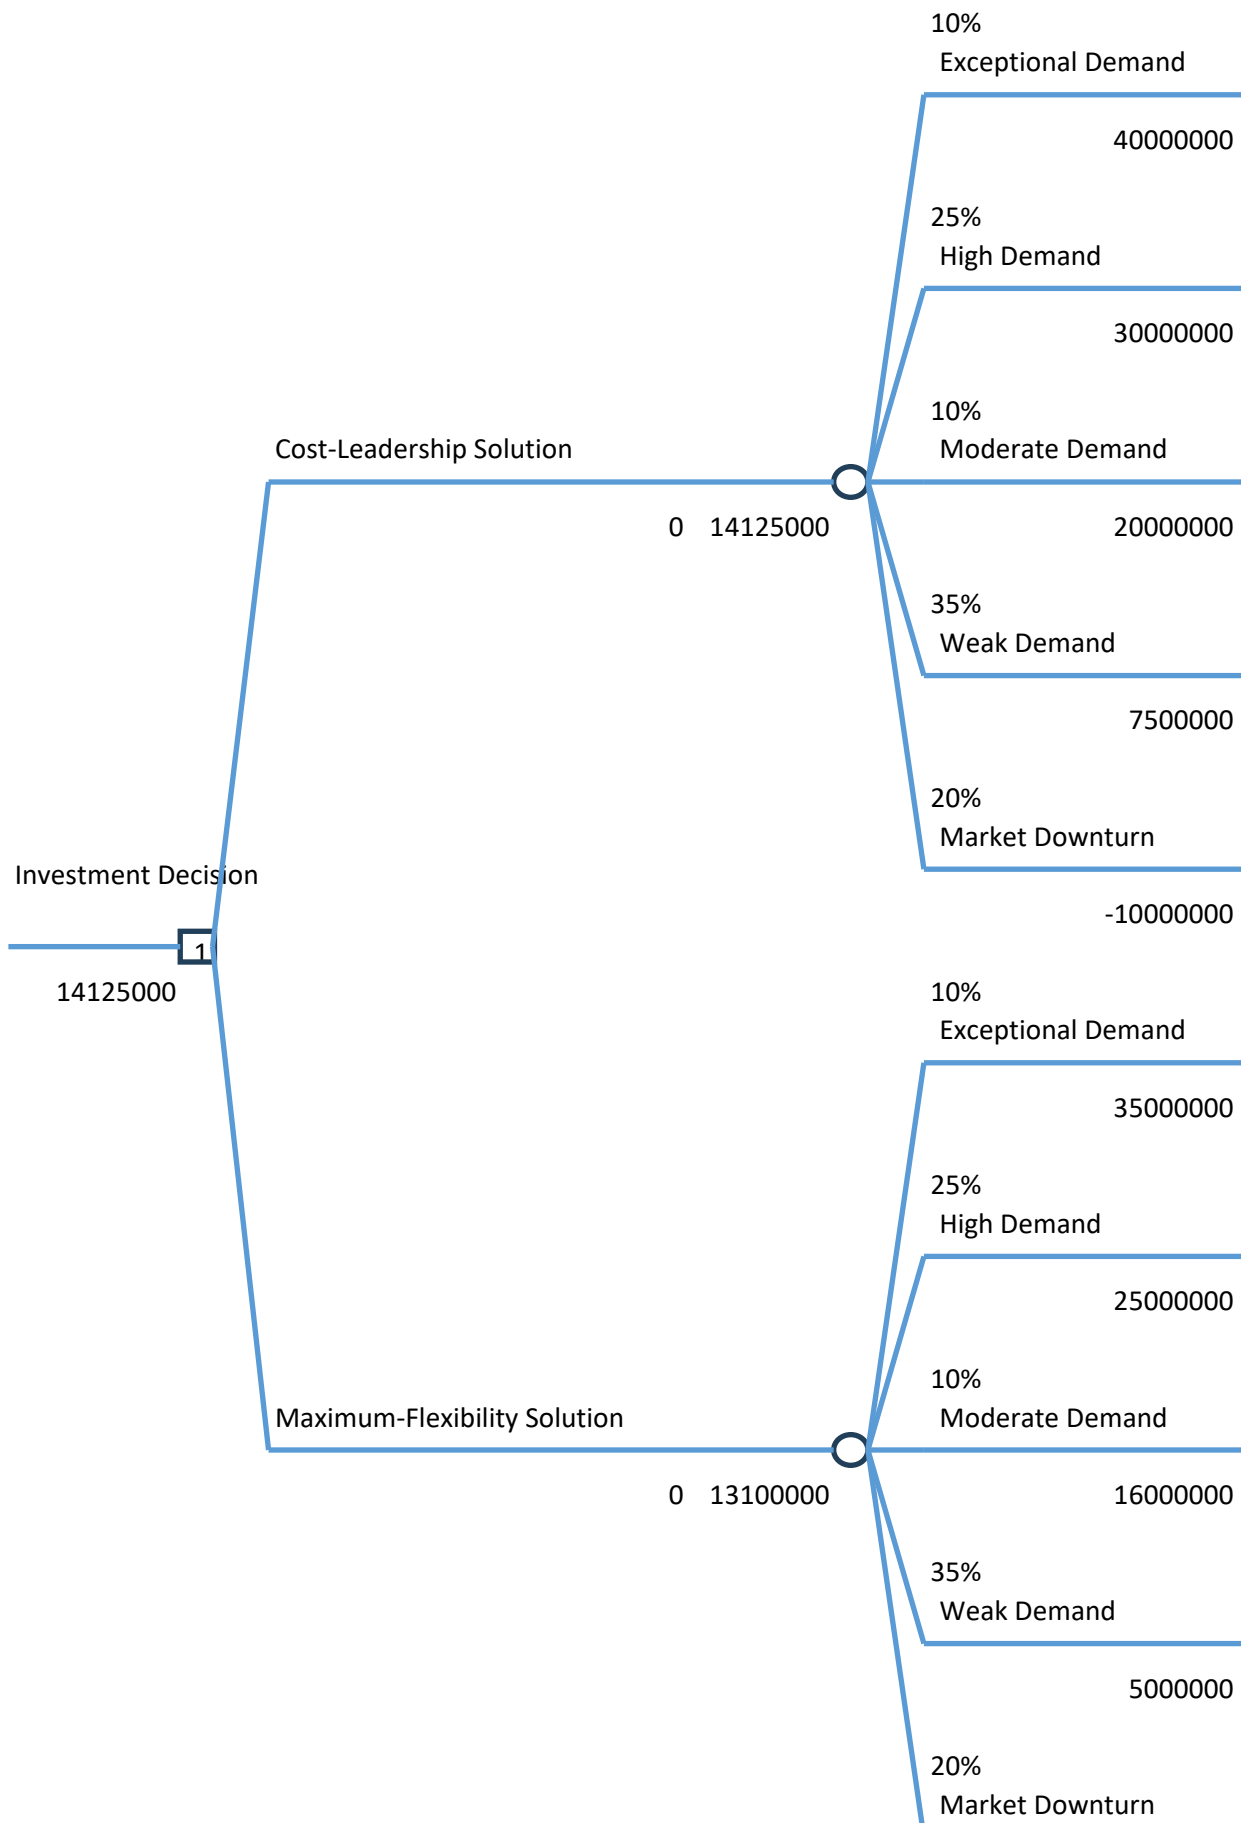 10%
Exceptional Demand
40000000
25%
High Demand
30000000
10%
Cost-Leadership Solution
Moderate Demand
0 14125000
20000000
35%
Weak Demand
7500000
20%
Market Downturn
Investment Decision
-10000000
1
14125000
10%
Exceptional Demand
35000000
25%
High Demand
25000000
10%
Maximum-Flexibility Solution
Moderate Demand
0 13100000
16000000
35%
Weak Demand
5000000
20%
Market Downturn